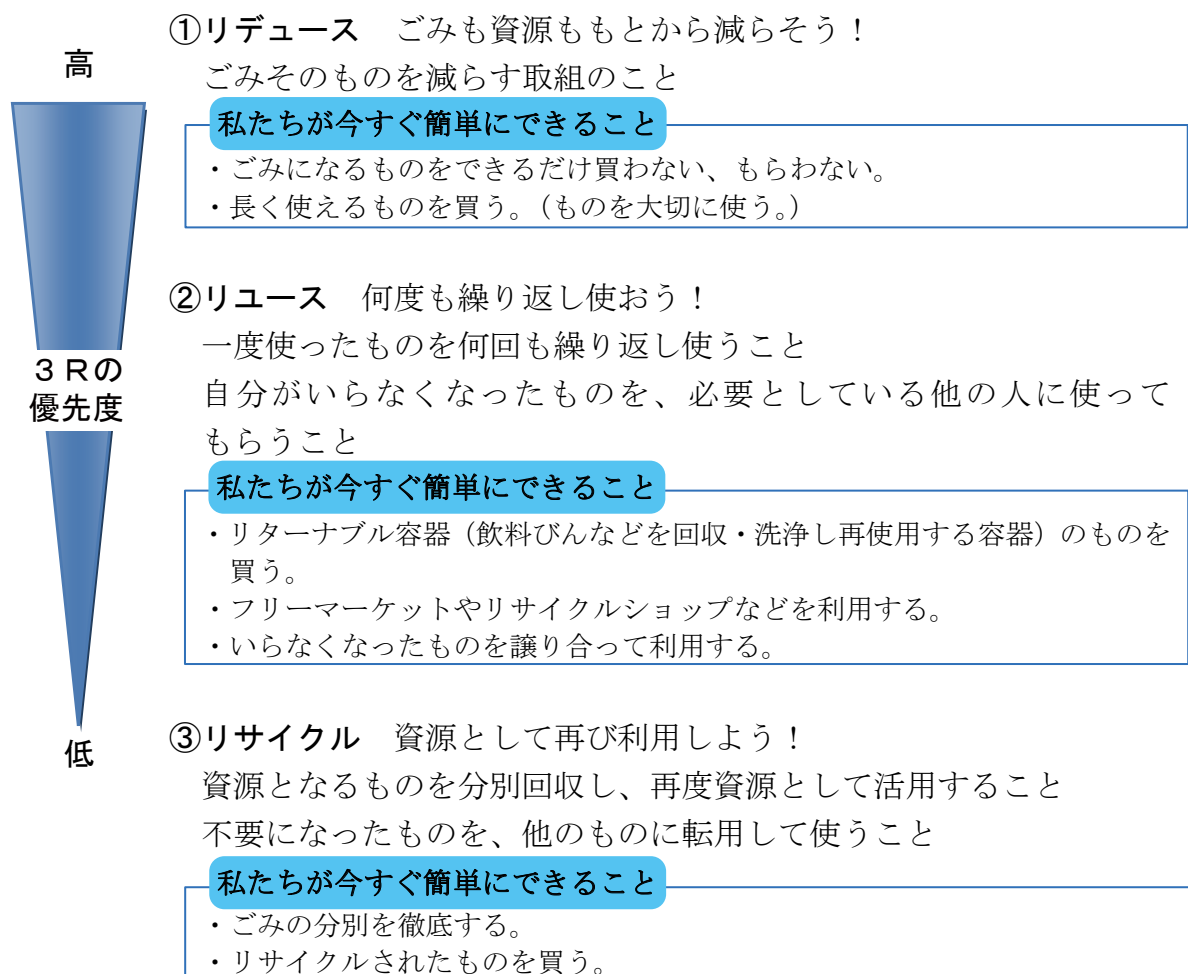 高
3Rの
優先度
低
①リデュース　ごみも資源ももとから減らそう！
ごみそのものを減らす取組のこと
私たちが今すぐ簡単にできること
・ごみになるものをできるだけ買わない、もらわない。
・長く使えるものを買う。（ものを大切に使う。）
②リユース　何度も繰り返し使おう！
一度使ったものを何回も繰り返し使うこと
自分がいらなくなったものを、必要としている他の人に使って
もらうこと
私たちが今すぐ簡単にできること
・リターナブル容器（飲料びんなどを回収・洗浄し再使用する容器）のものを
買う。
・フリーマーケットやリサイクルショップなどを利用する。
・いらなくなったものを譲り合って利用する。
③リサイクル　資源として再び利用しよう！
資源となるものを分別回収し、再度資源として活用すること
不要になったものを、他のものに転用して使うこと
私たちが今すぐ簡単にできること
・ごみの分別を徹底する。
・リサイクルされたものを買う。